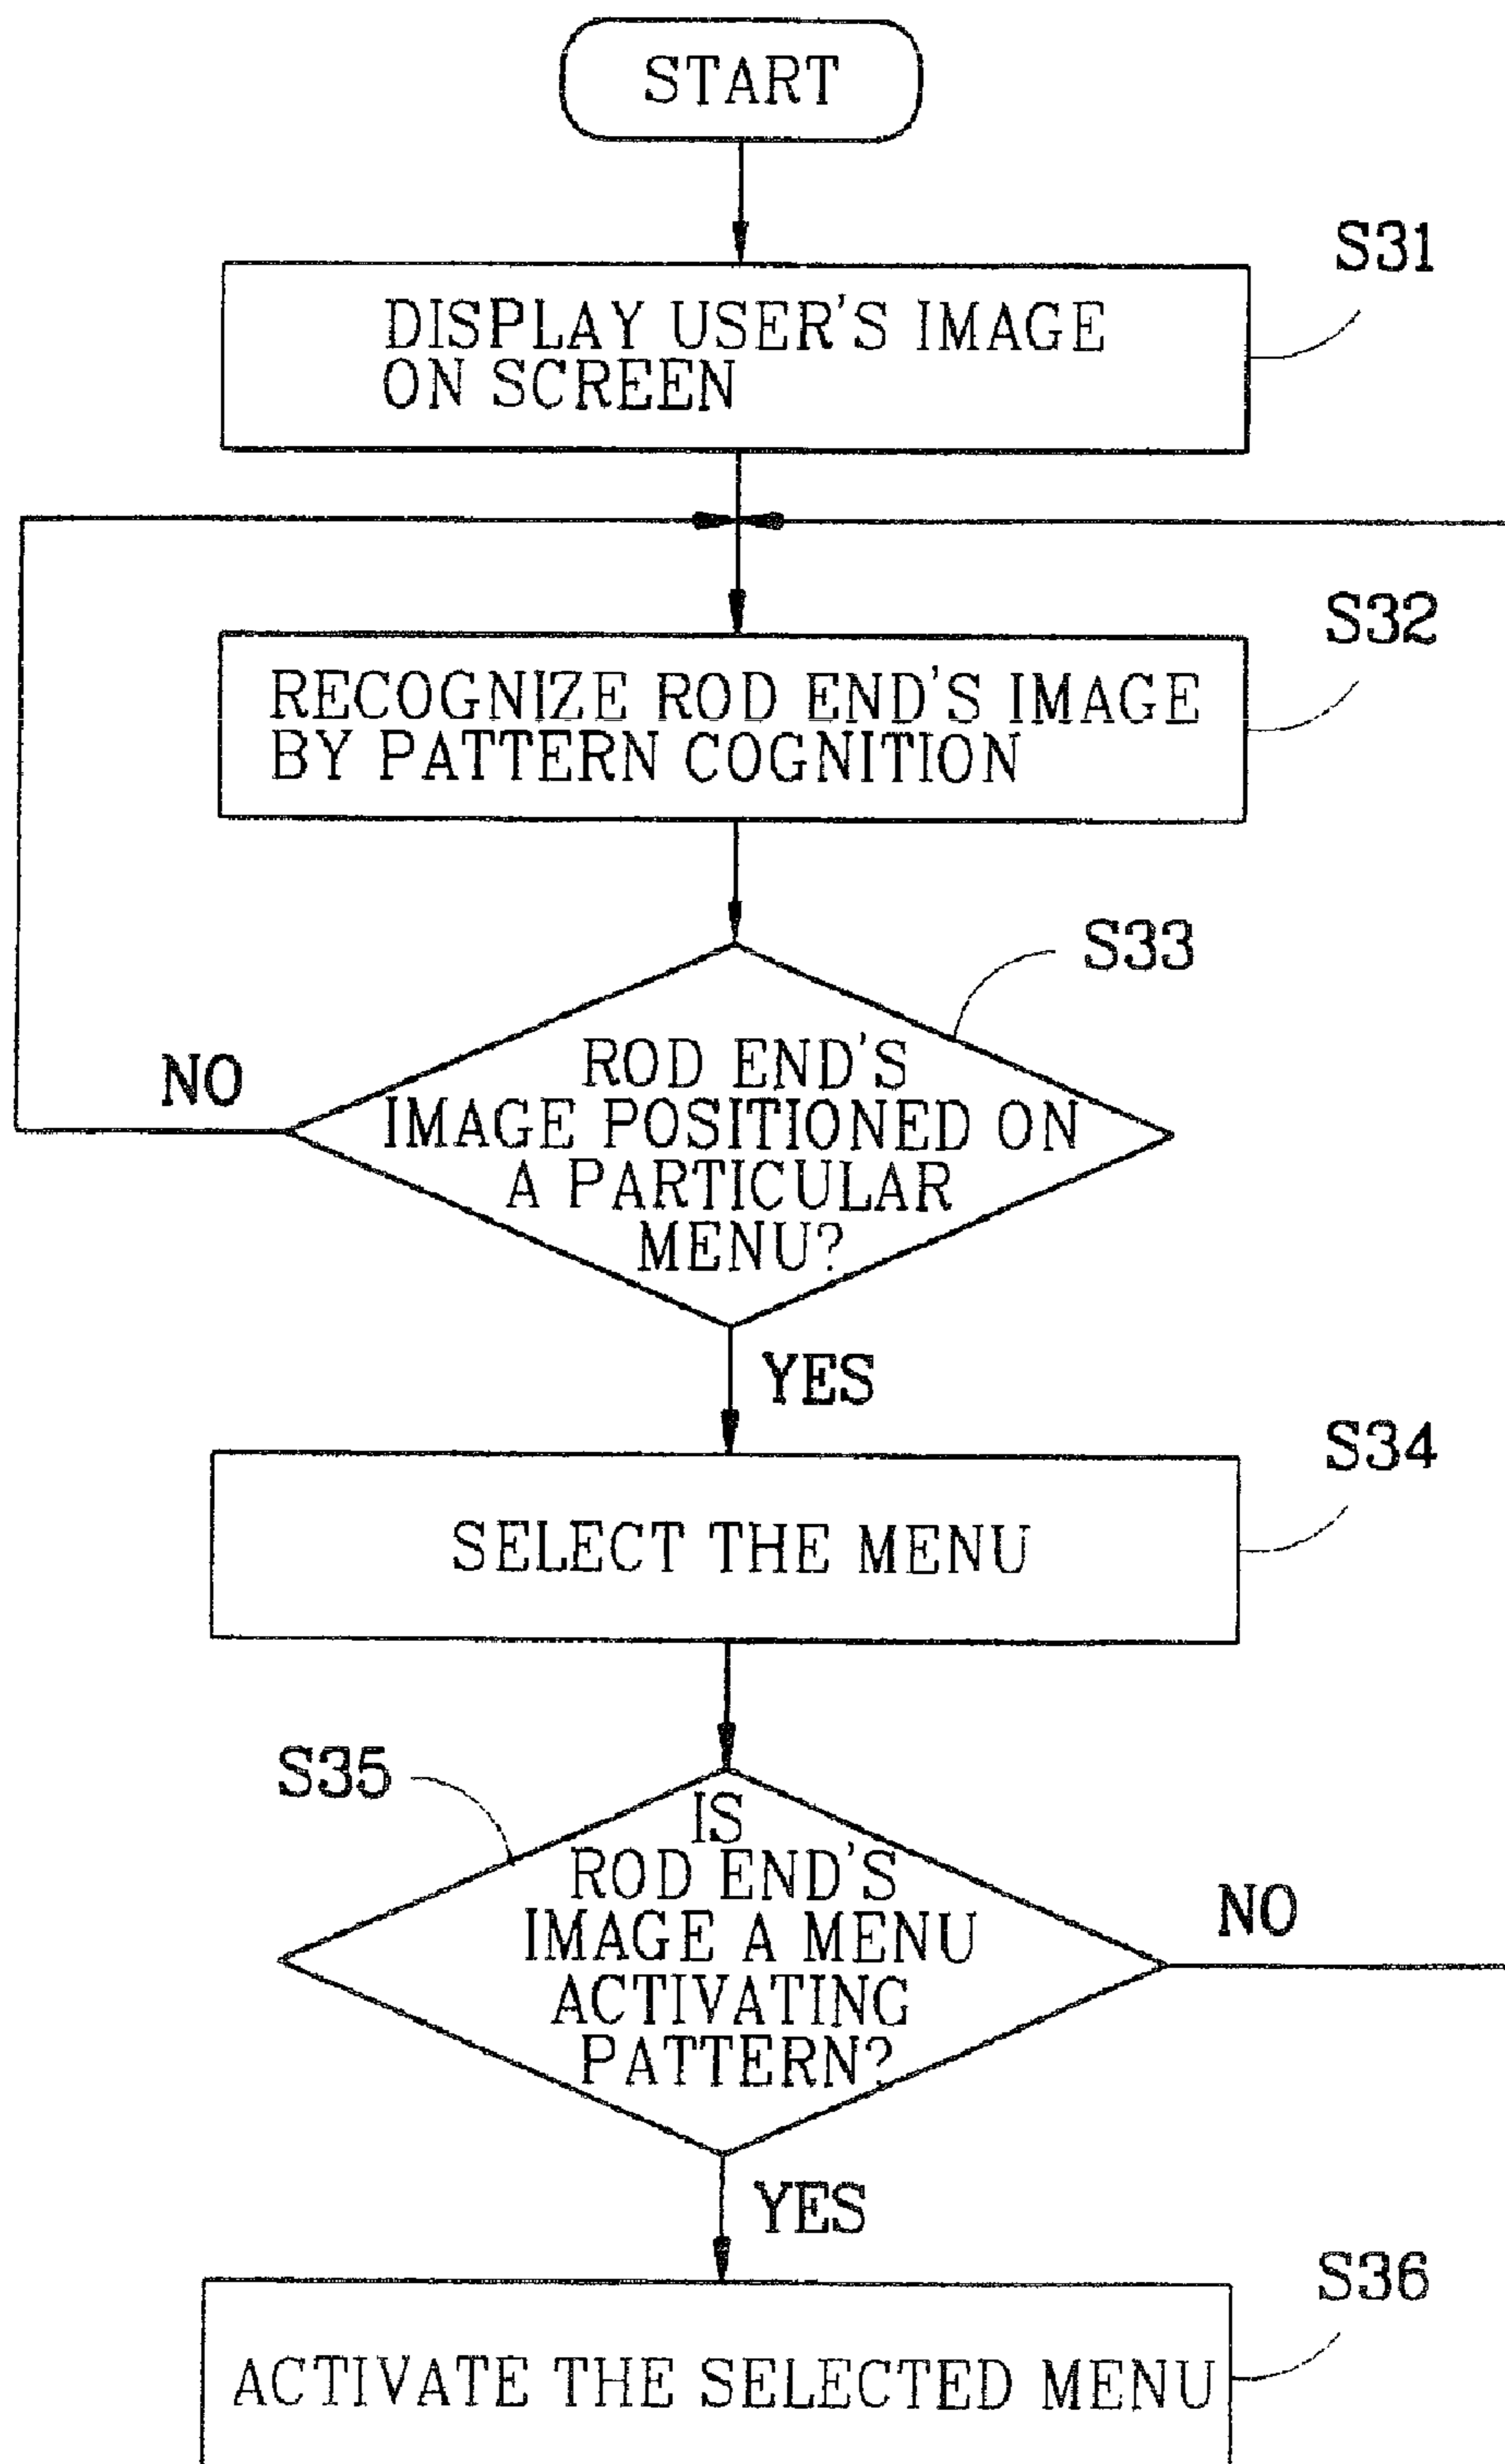 START
S31
DISPLAY USER'S IMAGE
ON SCREEN
S32
RECOGNIZE ROD END'S IMAGE
BY PATTERN COGNITION
S33
ROD END'S
IMAGE POSITIONED ON
A PARTICULAR
MENU?
NO
YES
S34
SELECT THE MENU
S35
IS
ROD END'S
IMAGE A MENU
ACTIVATING
PATTERN?
NO
YES
S36
ACTIVATE THE SELECTED MENU